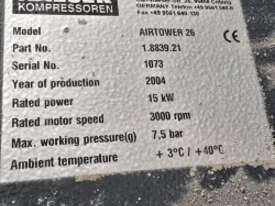 KOMPRESSOREN
GERMANY
Model AIRTOWER 26
Part No. 1.8839.21
Serial No. 1073
Year of production 2004
Rated power 15 kW
Rated motor speed 3000 rpm
Max. working pressure(g) 7,5 bar
Ambient temperature + 3°C / +40°C